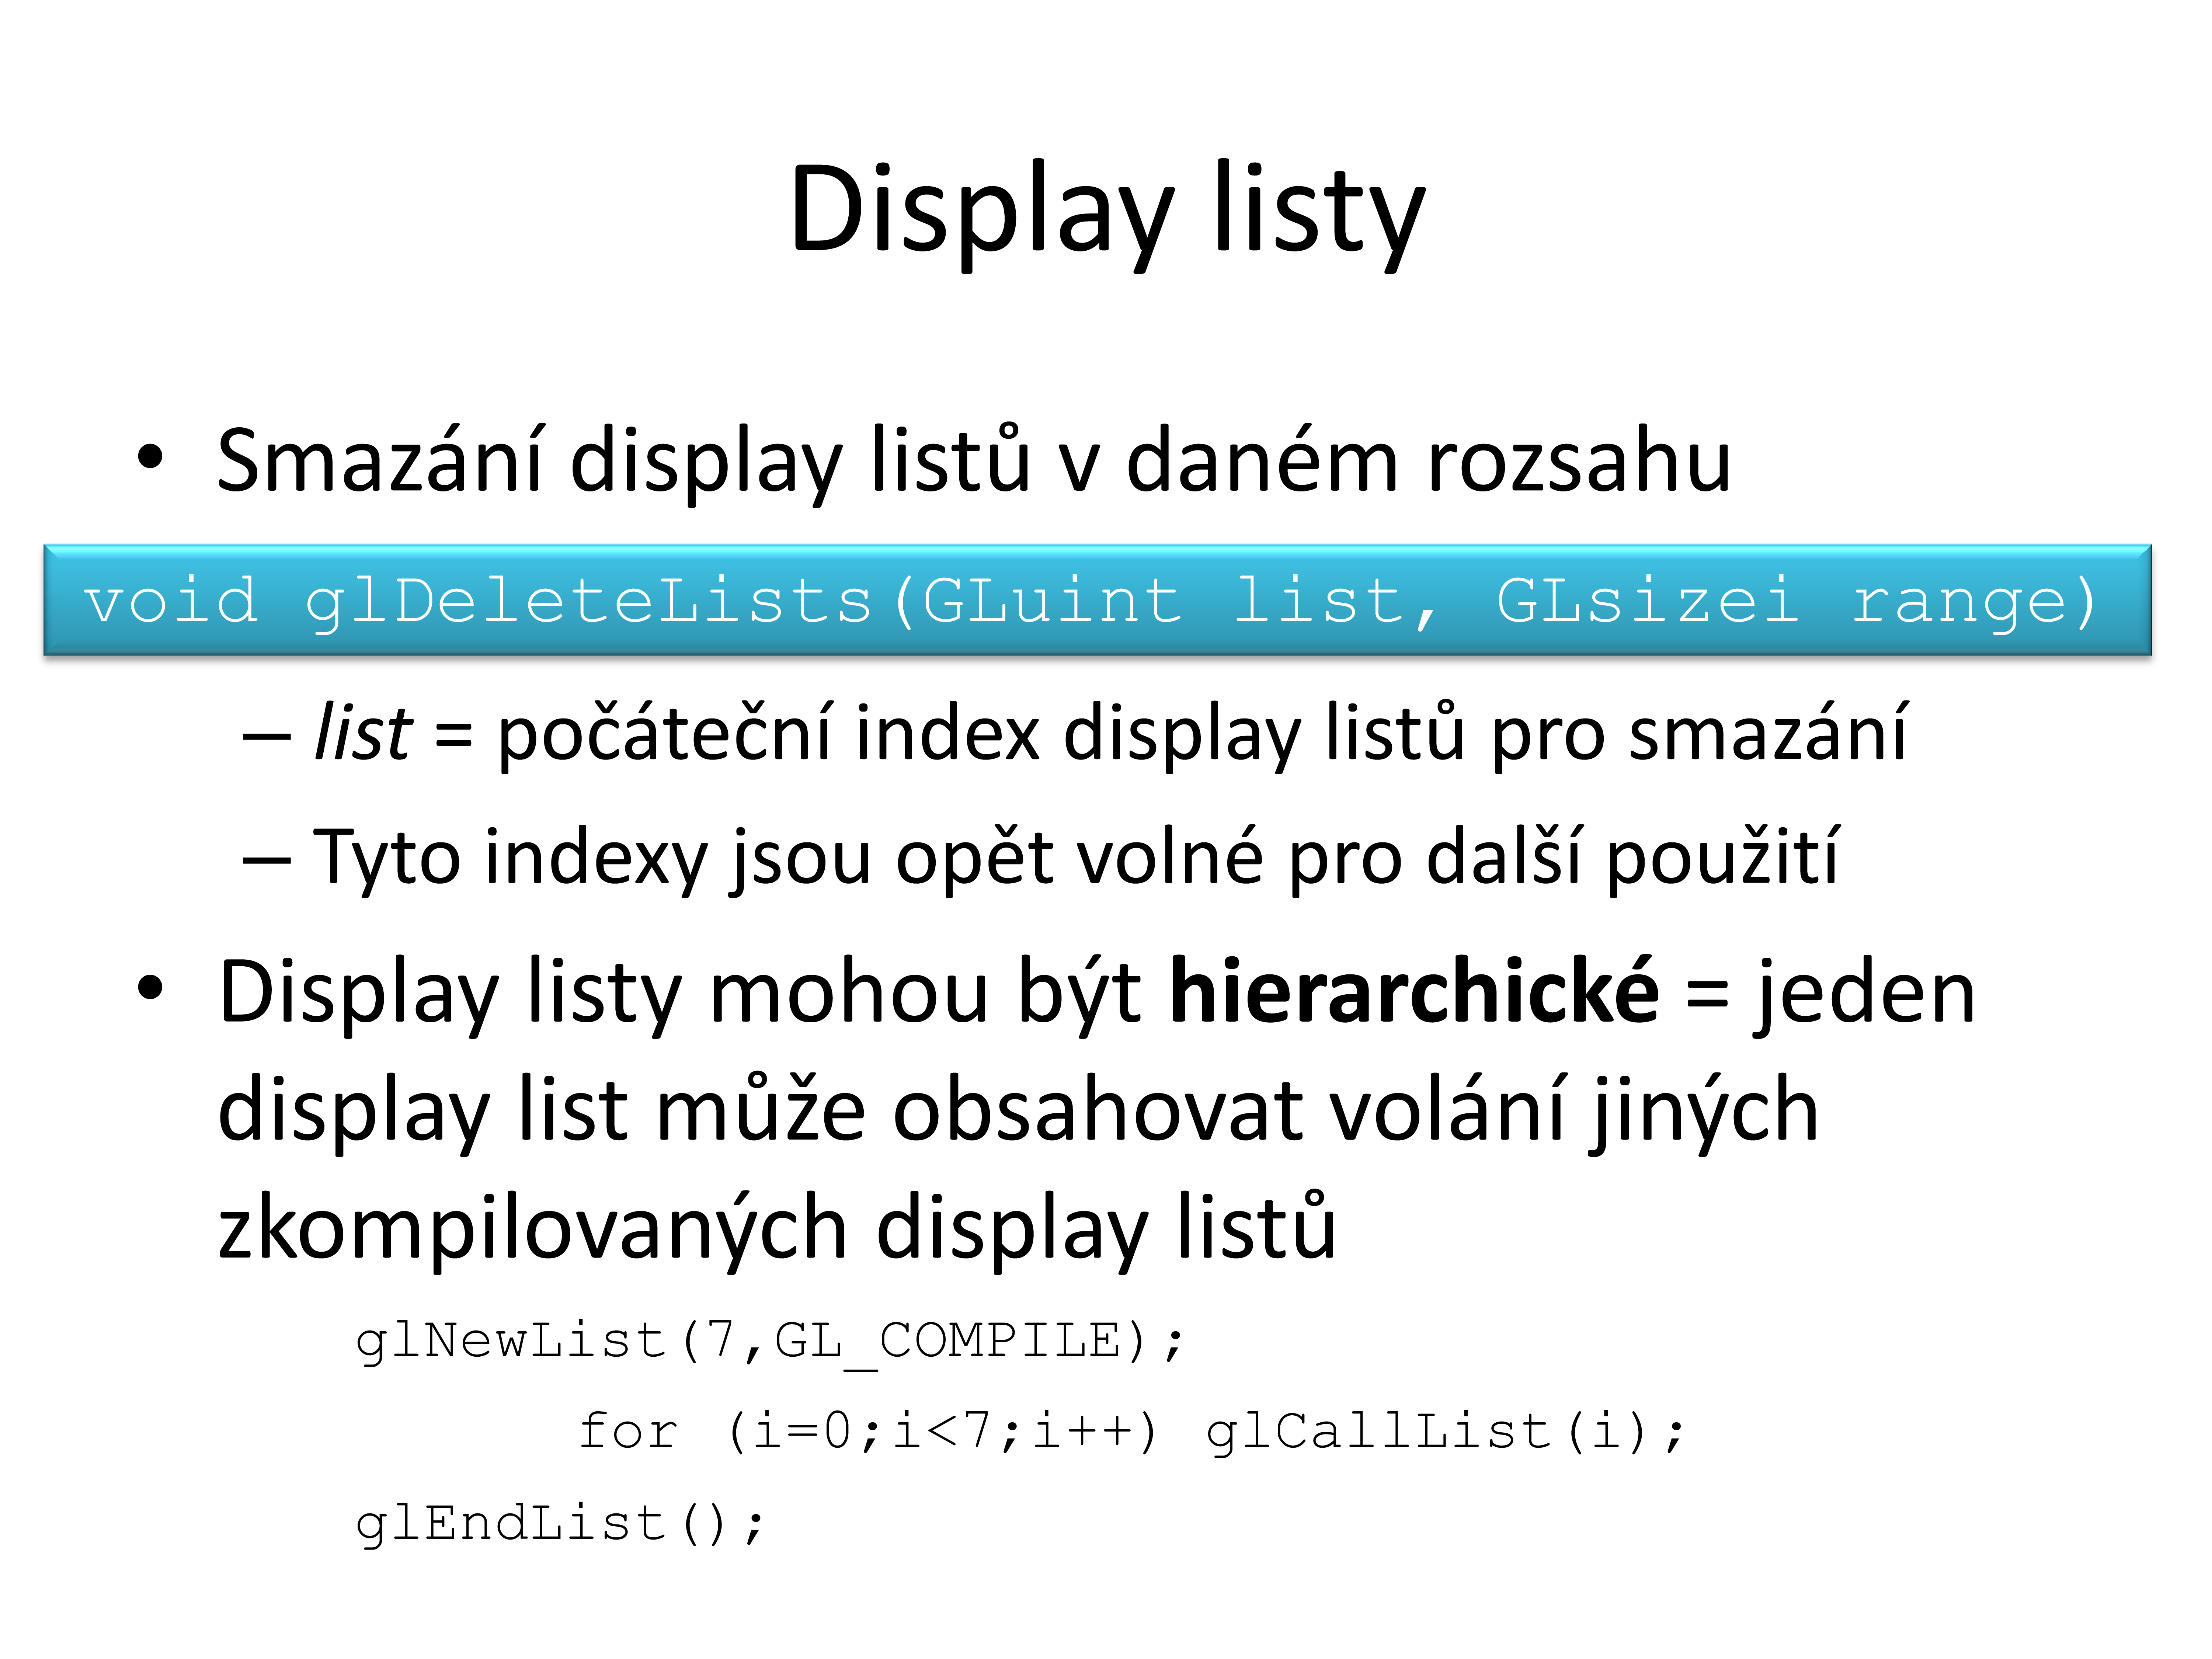 Display listy
• Smazání display listů v daném rozsahu
void glDeleteLists(GLuint list, GLsizei range)
– list = počáteční index display listů pro smazání
– Tyto indexy jsou opět volné pro další použití
• Display listy mohou být hierarchické = jeden
display list může obsahovat volání jiných
zkompilovaných display listů
glNewList(7,GL_COMPILE);
for (i=0;i<7;i++) glCallList(i);
glEndList();